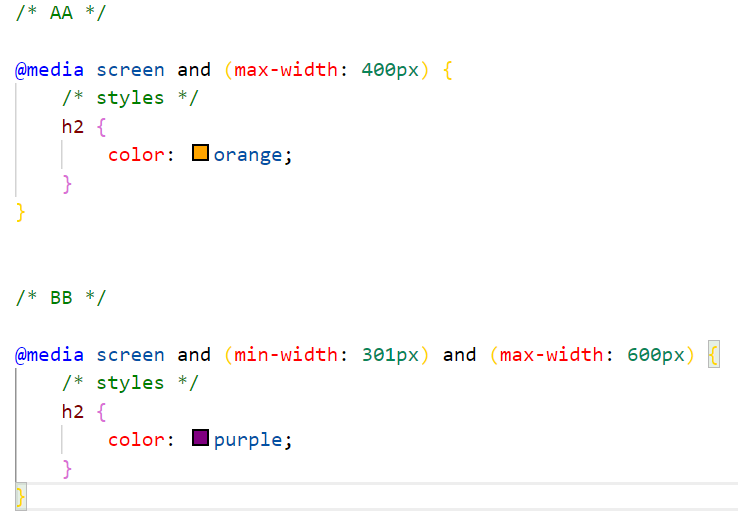 /* AA */
@media screen and (max-width: 400px) {
/* styles */
h2 {
color: orange;
}
}
/* BB */
@media screen and (min-width: 301px) and (max-width: 600px) {
/* styles */
h2 {
color: purple;
}
}